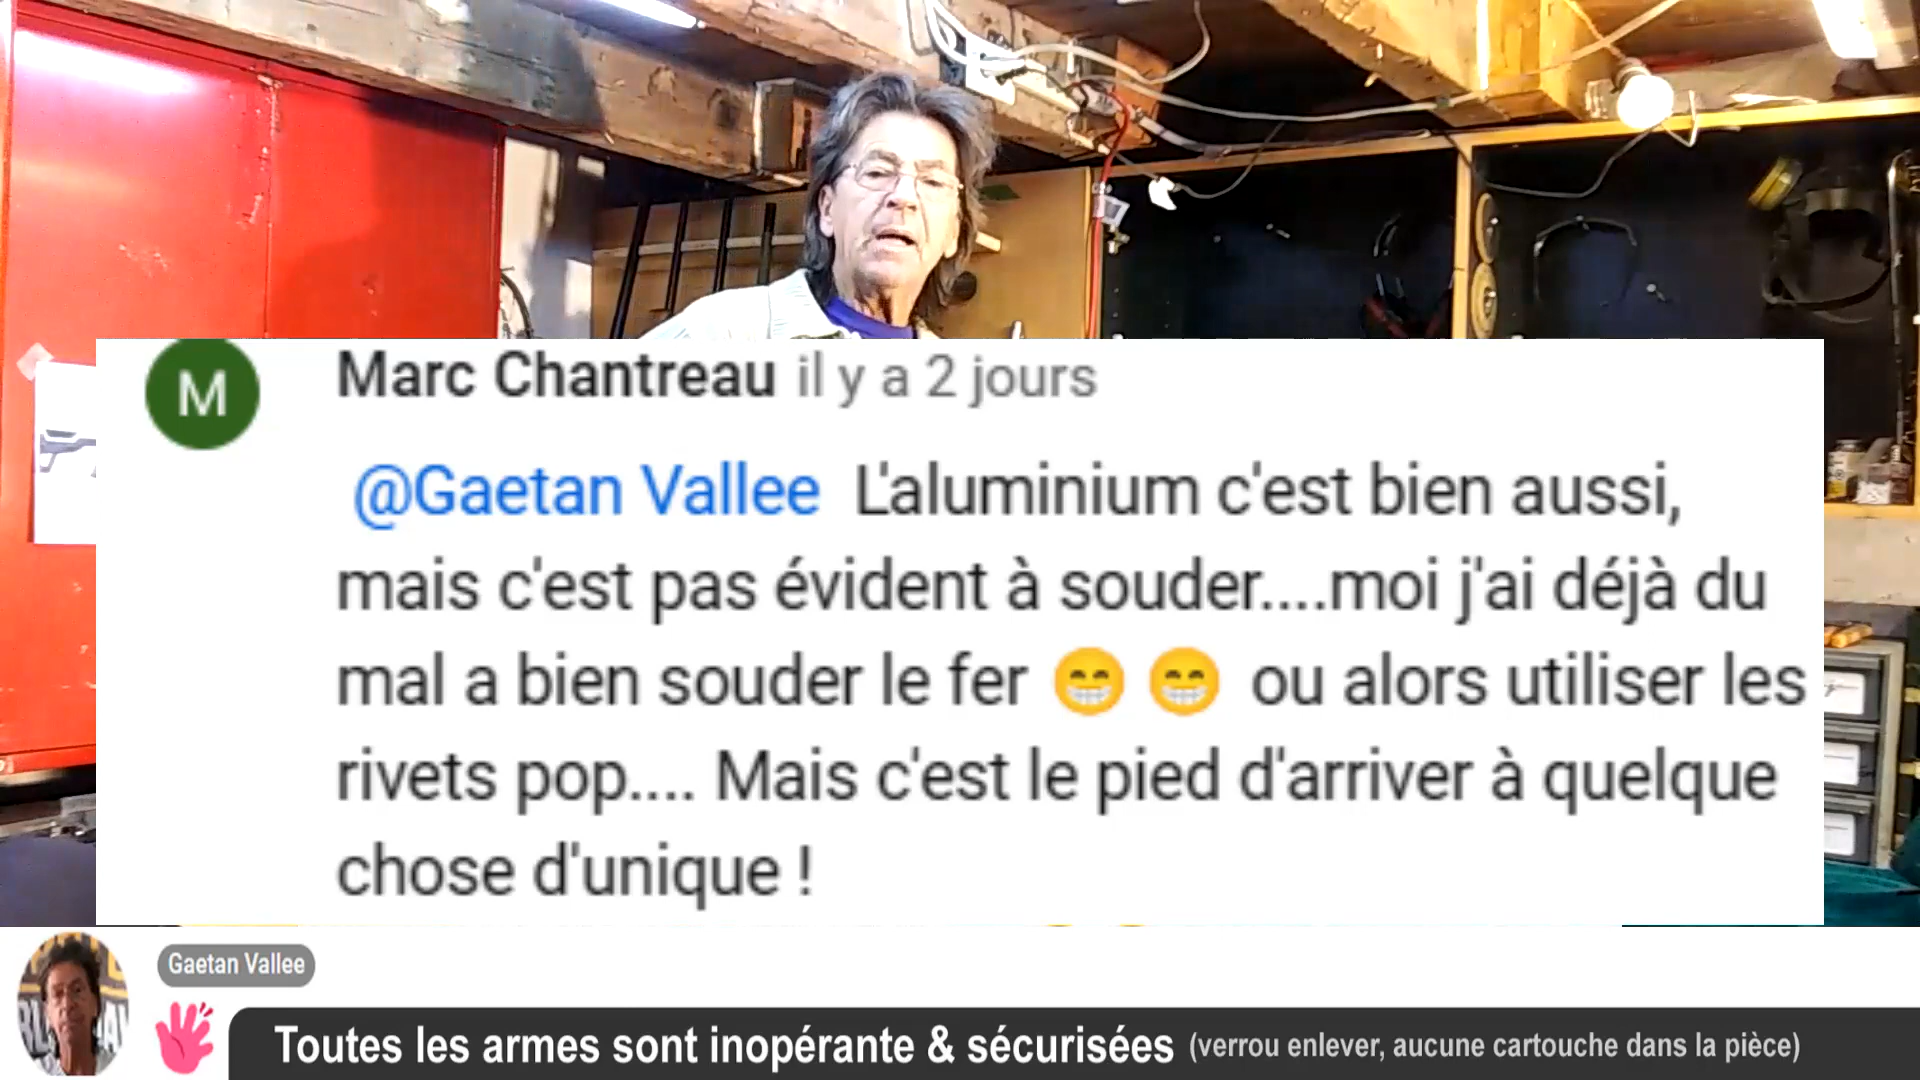 M
Marc Chantreau il y a 2 jours
@Gaetan Vallee L'aluminium c'est bien aussi,
mais c'est pas évident à souder....moi j'ai déjà du
mal a bien souder le fer 😁 😁 ou alors utiliser les
rivets pop.... Mais c'est le pied d'arriver à quelque
chose d'unique !
Gaetan Vallee
Toutes les armes sont inopérante & sécurisées (verrou enlever, aucune cartouche dans la pièce)